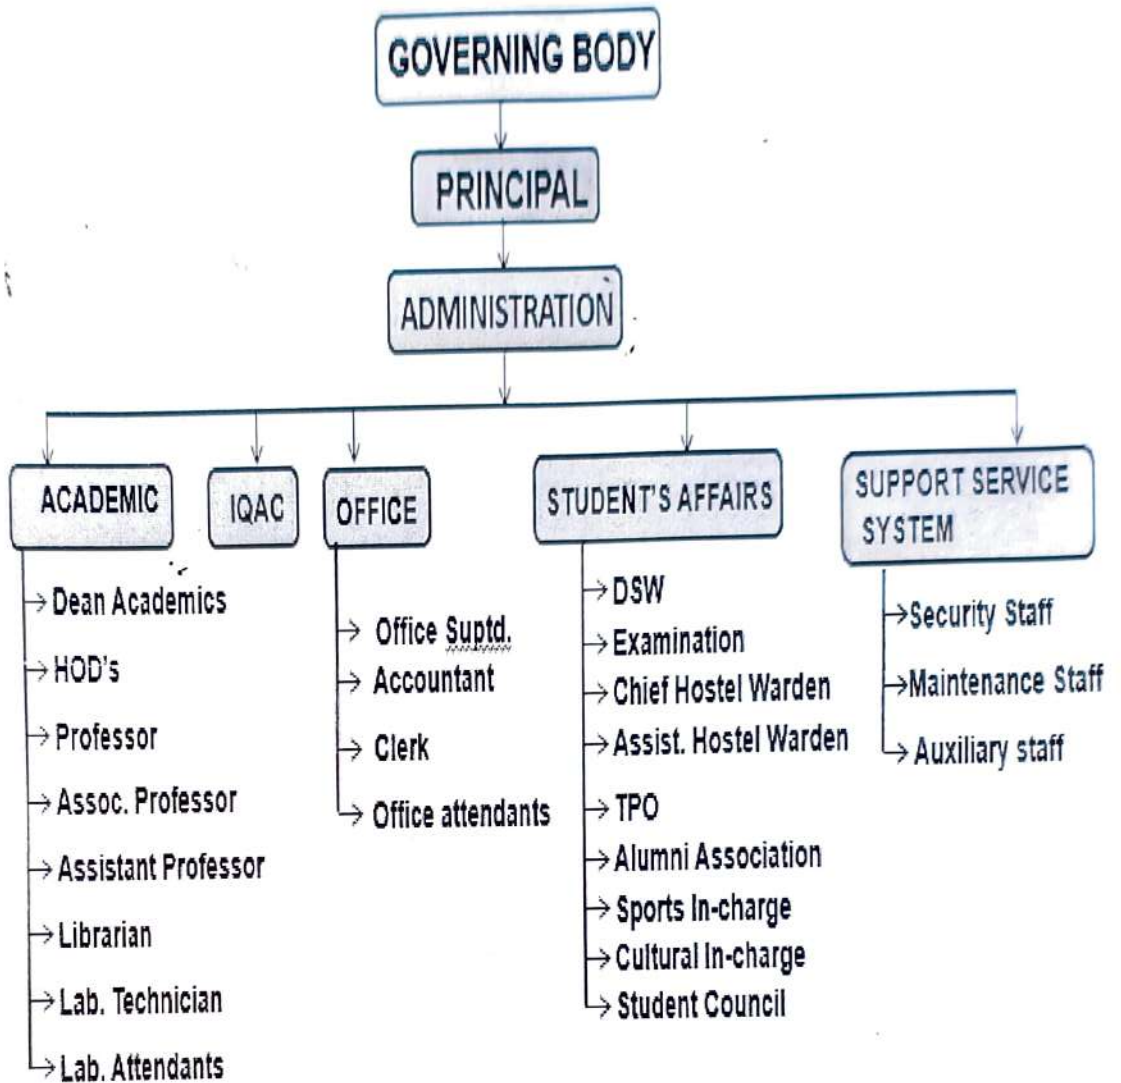 GOVERNING BODY
PRINCIPAL
ADMINISTRATION
ACADEMIC
Dean Academics
HOD's
Professor
Assoc. Professor
Assistant Professor
Librarian
Lab. Technician
Lab. Attendants
IQAC
OFFICE
Office Suptd.
Accountant
Clerk
Office attendants
STUDENT'S AFFAIRS
DSW
Examination
Chief Hostel Warden
Assist. Hostel Warden
TPO
Alumni Association
Sports In-charge
Cultural In-charge
Student Council
SUPPORT SERVICE
SYSTEM
Security Staff
Maintenance Staff
Auxiliary staff